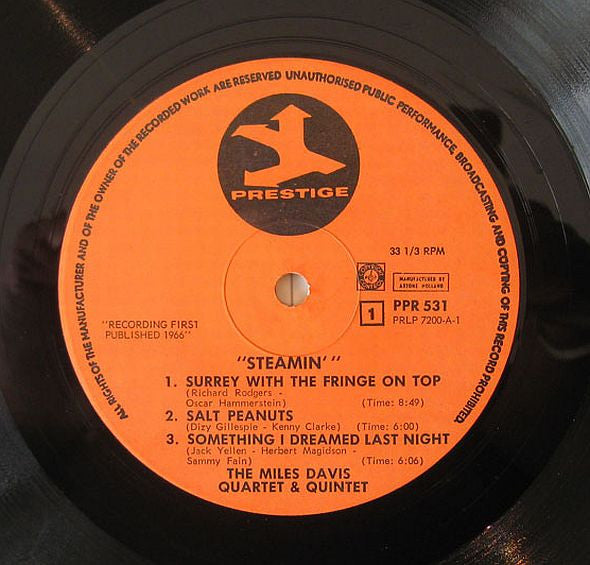 ALL RIGHTS OF THE MANUFACTURER AND OF THE OWNER OF THE RECORDED WORK ARE RESERVED UNAUTHORISED PUBLIC PERFORMANCE, BROADCASTING AND COPYING OF THIS RECORD PROHIBITED.
PRESTIGE
33 1/3 RPM
MANUFACTURED BY
ARTONE HOLLAND
1
PPR 531
PRLP 7200-A-1
"RECORDING FIRST
PUBLISHED 1966"
"STEAMIN'"
1. SURREY WITH THE FRINGE ON TOP
(Richard Rodgers -
Oscar Hammerstein) (Time: 8:49)
2. SALT PEANUTS
(Dizy Gillespie - Kenny Clarke) (Time: 6:00)
3. SOMETHING I DREAMED LAST NIGHT
(Jack Yellen - Herbert Magidson -
Sammy Fain) (Time: 6:06)
THE MILES DAVIS
QUARTET & QUINTET